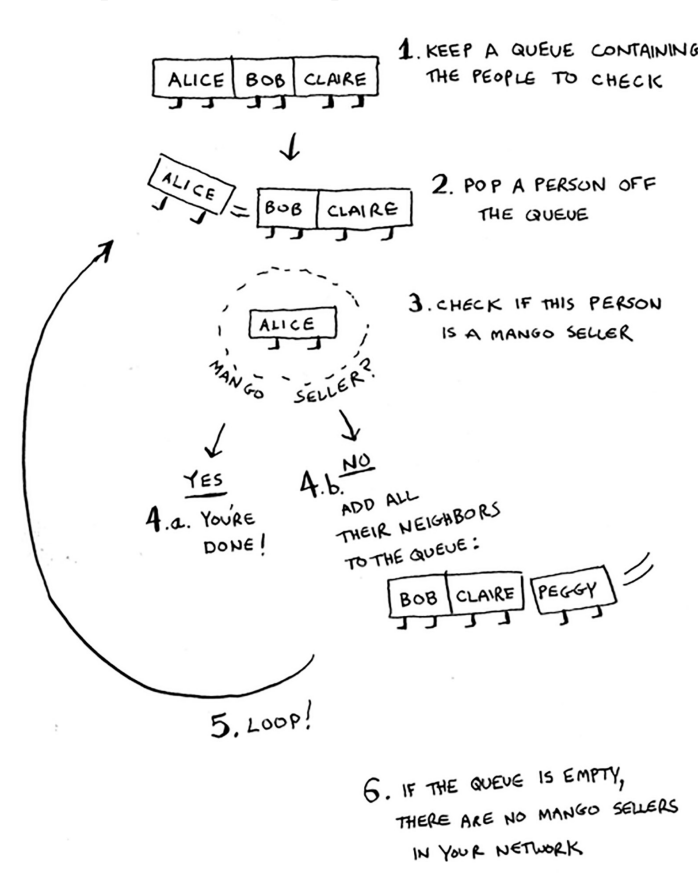 1. KEEP A QUEUE CONTAINING
THE PEOPLE TO CHECK
ALICE BOB CLAIRE
2. POP A PERSON OFF
THE QUEUE
ALICE
BOB CLAIRE
3. CHECK IF THIS PERSON
IS A MANGO SELLER
ALICE
MANGO SELLER?
YES
4.a. YOU'RE
DONE!
NO
4.b.
ADD ALL
THEIR NEIGHBORS
TO THE QUEUE:
BOB CLAIRE PEGGY
5. LOOP!
6. IF THE QUEUE IS EMPTY,
THERE ARE NO MANGO SELLERS
IN YOUR NETWORK